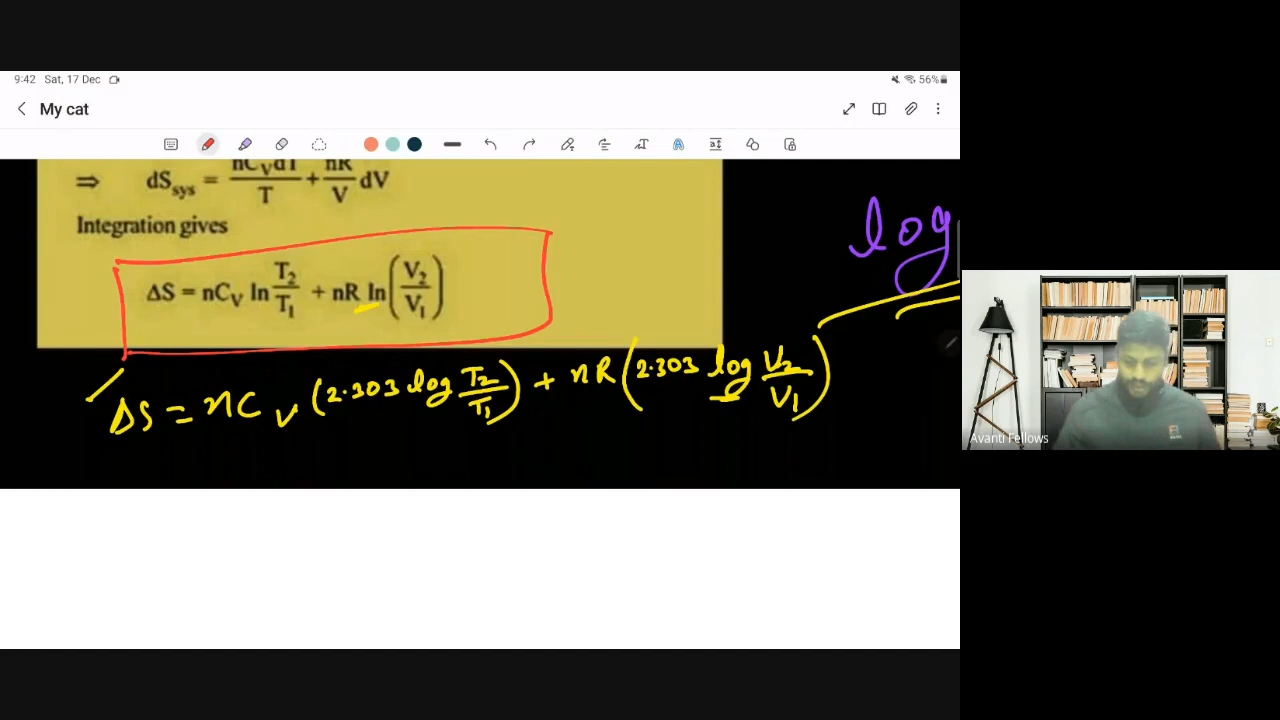 9:42 Sat, 17 Dec
56%
My cat
⇒ dS_sys = nC_V dT / T + nR / V dV
Integration gives
ΔS = nC_V ln T₂/T₁ + nR ln(V₂/V₁)
log
ΔS = nC_V (2.303 log T₂/T₁) + nR (2.303 log V₂/V₁)
Avanti Fellows